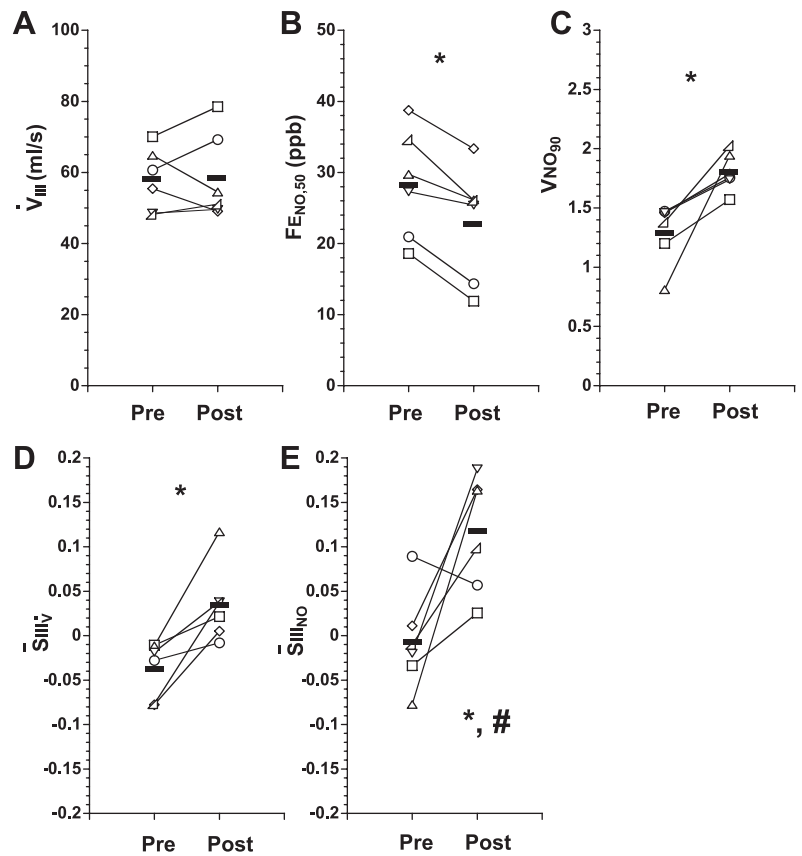 A
V̇III (ml/s)
100
80
60
40
20
0
Pre Post
B
FENO,50 (ppb)
50
40
30
20
10
0
*
Pre Post
C
VNO90
3
2.5
2
1.5
1
0.5
0
*
Pre Post
D
S̄IIIV̇
0.2
0.15
0.1
0.05
0
-0.05
-0.1
-0.15
-0.2
*
Pre Post
E
S̄IIINO
0.2
0.15
0.1
0.05
0
-0.05
-0.1
-0.15
-0.2
*, #
Pre Post